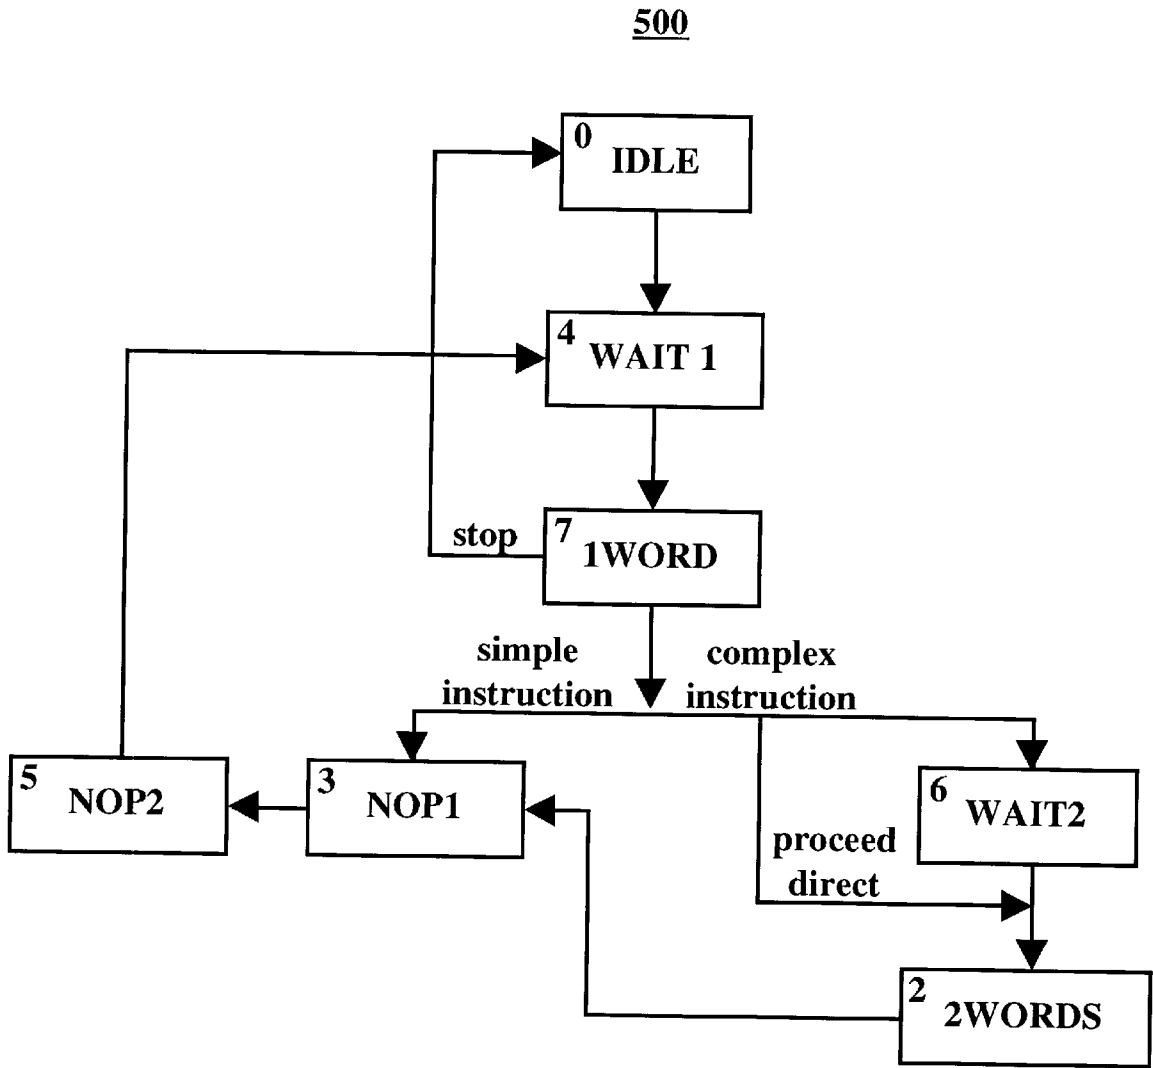 500
0
IDLE
4
WAIT 1
stop
7
1WORD
simple
instruction
complex
instruction
5
NOP2
3
NOP1
6
WAIT2
proceed
direct
2
2WORDS